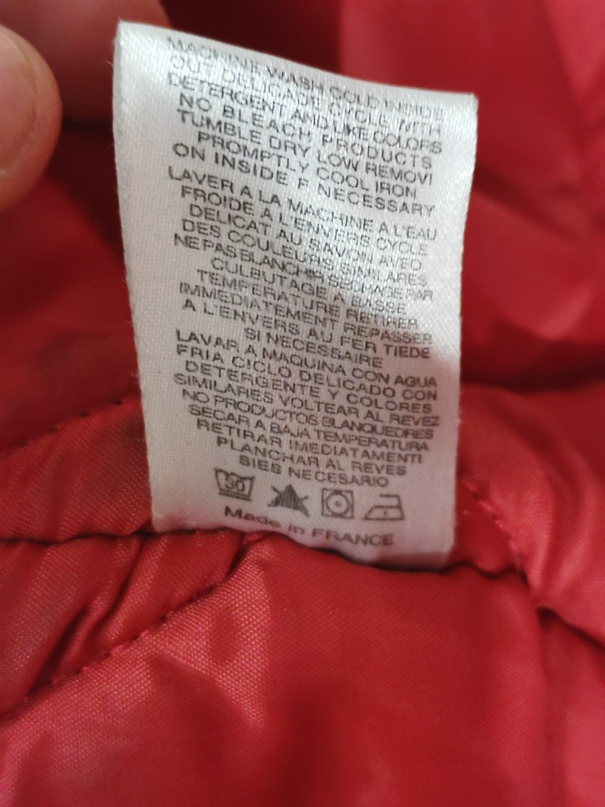 MACHINE WASH COLD INSIDE
OUT DELICADE CYCLE WITH
DETERGENT AND LIKE COLORS
NO BLEACH PRODUCTS
TUMBLE DRY LOW REMOVI
PROMPTLY COOL IRON
ON INSIDE F NECESSARY
LAVER A LA MACHINE A L'EAU
FROIDE A L'ENVERS CYCLE
DELICAT AU SAVON AVEO
DES COULEURS SIMILARES
NE PAS BLANCHIR SECHAGE PAR
CULBUTAGE A BASSE
TEMPERATURE RETIRER
IMMEDIATEMENT REPASSER
A L'ENVERS AU FER TIEDE
SI NECESSAIRE
LAVAR A MAQUINA CON AGUA
FRIA CICLO DELICADO CON
DETERGENTE Y COLORES
SIMILARES VOLTEAR AL REVEZ
NO PRODUCTOS BLANQUEDRES
SECAR A BAJA TEMPERATURA
RETIRAR IMEDIATAMENTI
PLANCHAR AL REVES
SIES NECESARIO
30
Made in FRANCE